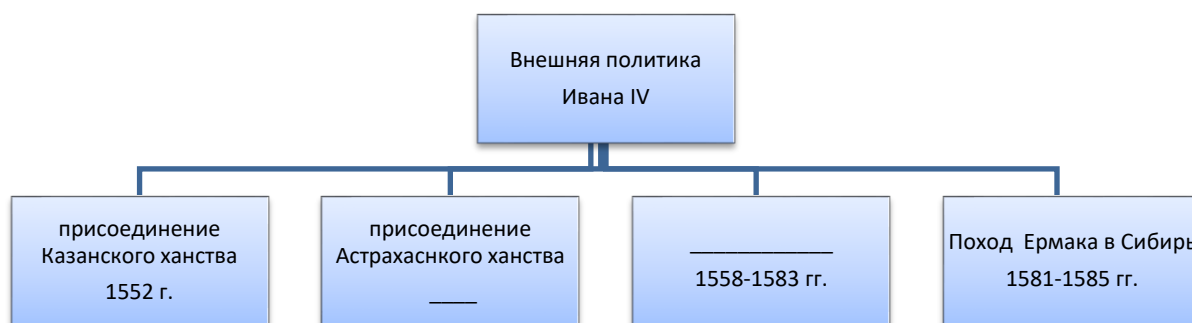 Внешняя политика
Ивана IV
присоединение
Казанского ханства
1552 г.
присоединение
Астрахаснкого ханства
____
____________
1558-1583 гг.
Поход Ермака в Сибирь
1581-1585 гг.